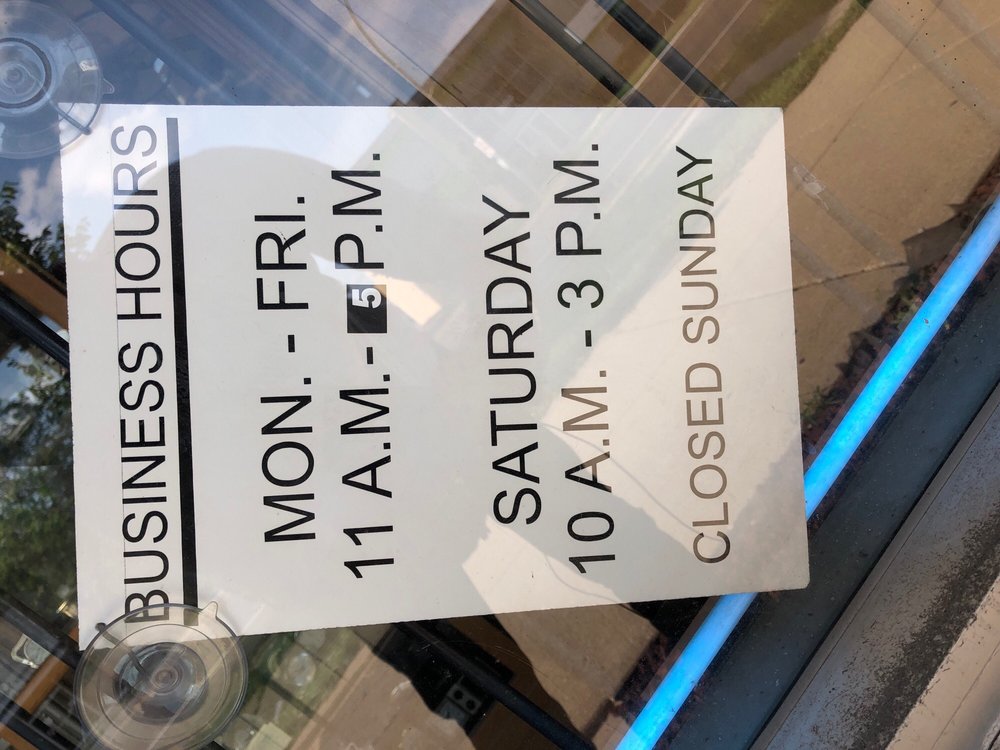 BUSINESS HOURS
MON. - FRI.
11 A.M. - 5 P.M.
SATURDAY
10 A.M. - 3 P.M.
CLOSED SUNDAY